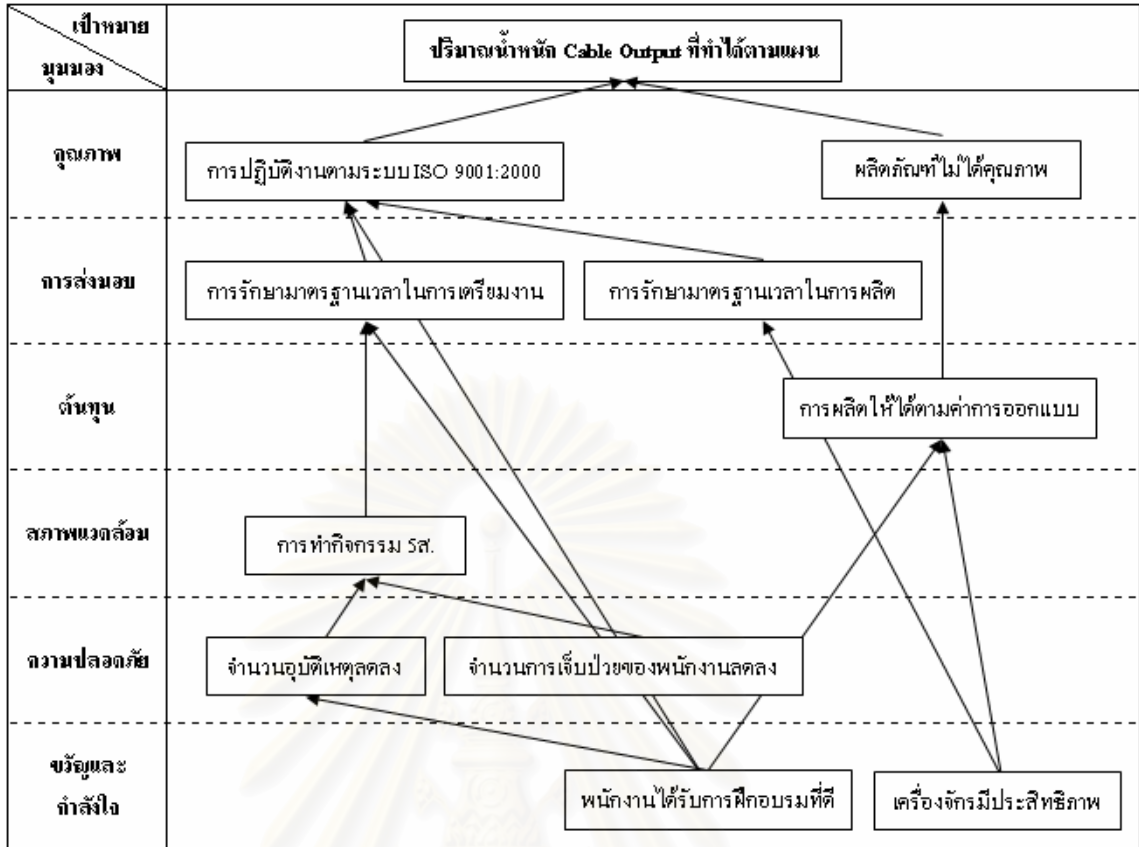 เป้าหมาย
มุมมอง
ปริมาณน้ำหนัก Cable Output ที่ทำได้ตามแผน
คุณภาพ
การปฏิบัติงานตามระบบ ISO 9001:2000
ผลิตภัณฑ์ไม่ได้คุณภาพ
การส่งมอบ
การรักษามาตรฐานเวลาในการเตรียมงาน
การรักษามาตรฐานเวลาในการผลิต
ต้นทุน
การผลิตให้ได้ตามค่าการออกแบบ
สภาพแวดล้อม
การทำกิจกรรม 5ส.
ความปลอดภัย
จำนวนอุบัติเหตุลดลง
จำนวนการเจ็บป่วยของพนักงานลดลง
ขวัญและ
กำลังใจ
พนักงานได้รับการฝึกอบรมที่ดี
เครื่องจักรมีประสิทธิภาพ